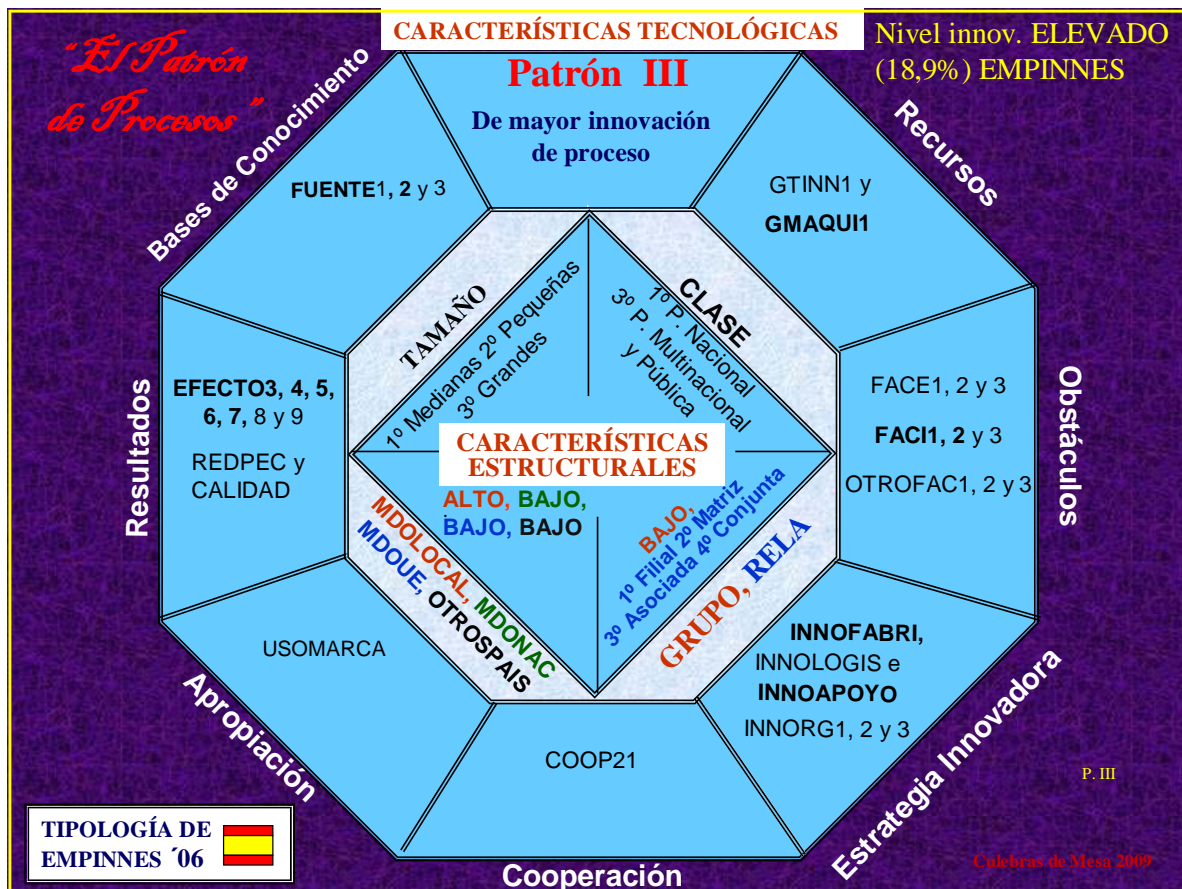 CARACTERÍSTICAS TECNOLÓGICAS
"El Patrón
de Procesos"
Nivel innov. ELEVADO
(18,9%) EMPINNES
Patrón III
De mayor innovación
de proceso
Bases de Conocimiento
FUENTE1, 2 y 3
Recursos
GTINN1 y
GMAQUI1
TAMAÑO
1º Medianas 2º Pequeñas
3º Grandes
CLASE
1º P. Nacional
3º P. Multinacional
y Pública
Resultados
EFECTO3, 4, 5,
6, 7, 8 y 9
REDPEC y
CALIDAD
Obstáculos
FACE1, 2 y 3
FACI1, 2 y 3
OTROFAC1, 2 y 3
CARACTERÍSTICAS
ESTRUCTURALES
ALTO, BAJO,
BAJO, BAJO
MDOLOCAL, MDONAC
MDOUE, OTROSPAIS
BAJO,
1º Filial 2º Matriz
3º Asociada 4º Conjunta
GRUPO, RELA
Apropiación
USOMARCA
Cooperación
COOP21
Estrategia Innovadora
INNOFABRI,
INNOLOGIS e
INNOAPOYO
INNORG1, 2 y 3
P. III
TIPOLOGÍA DE
EMPINNES ´06
Culebras de Mesa 2009